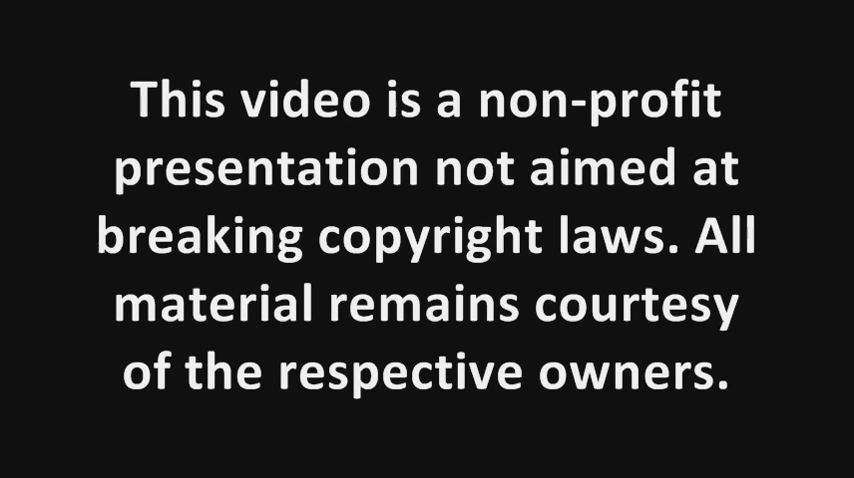 This video is a non-profit
presentation not aimed at
breaking copyright laws. All
material remains courtesy
of the respective owners.